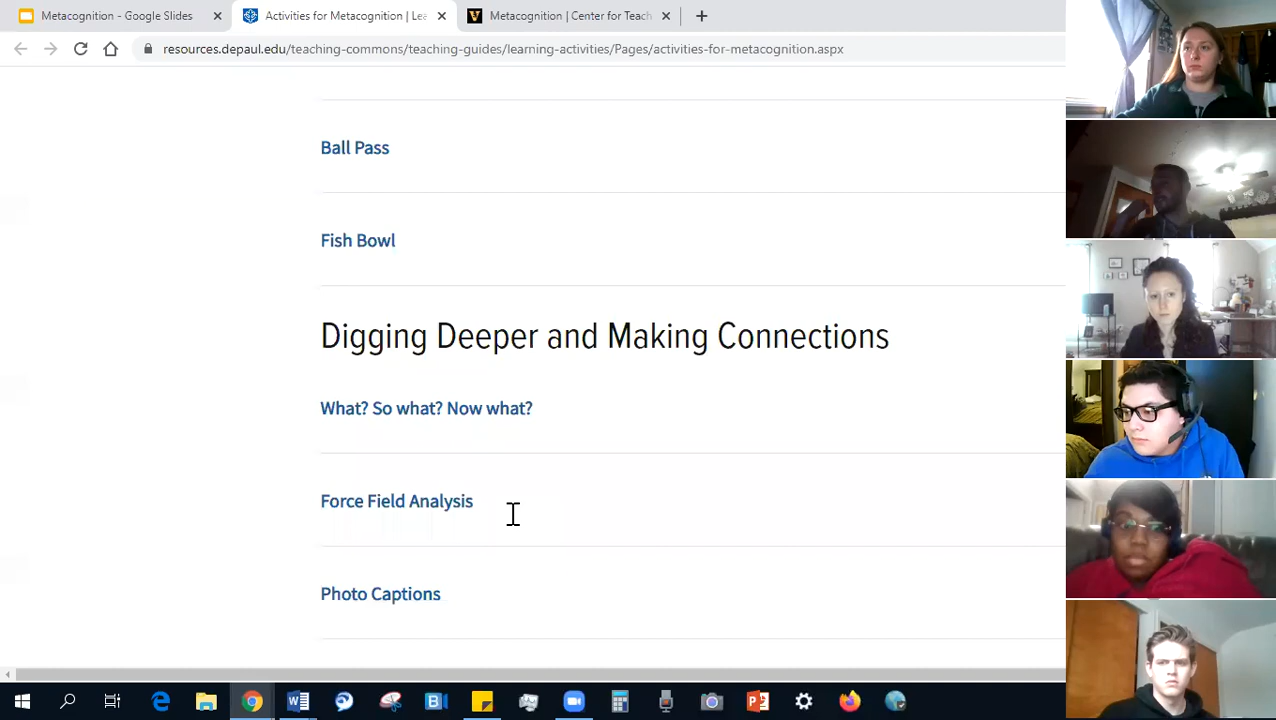 Metacognition - Google Slides
Activities for Metacognition | Lea
Metacognition | Center for Teach
resources.depaul.edu/teaching-commons/teaching-guides/learning-activities/Pages/activities-for-metacognition.aspx
Ball Pass
Fish Bowl
Digging Deeper and Making Connections
What? So what? Now what?
Force Field Analysis
Photo Captions